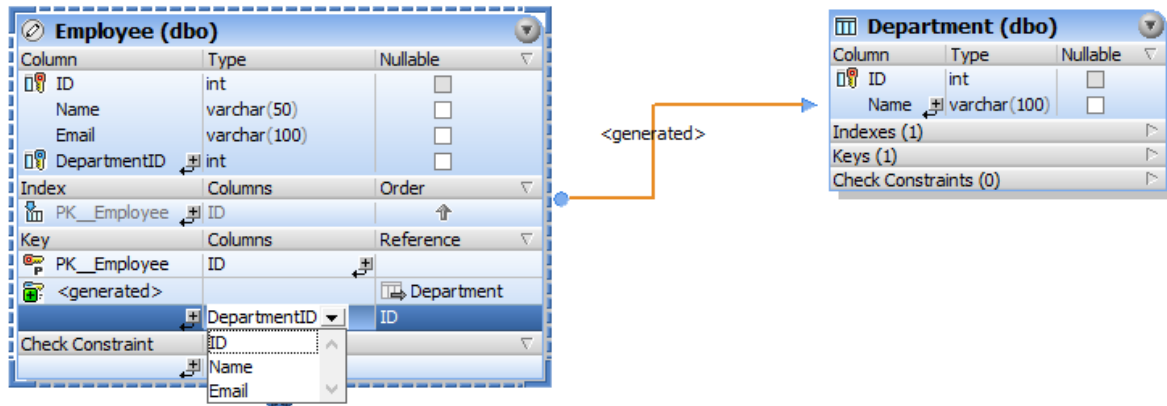 Employee (dbo)
Column Type Nullable
ID int
Name varchar(50)
Email varchar(100)
DepartmentID int
Index Columns Order
PK__Employee ID
Key Columns Reference
P PK__Employee ID
<generated> Department
DepartmentID ID
Check Constraint
ID
Name
Email
<generated>
Department (dbo)
Column Type Nullable
ID int
Name varchar(100)
Indexes (1)
Keys (1)
Check Constraints (0)